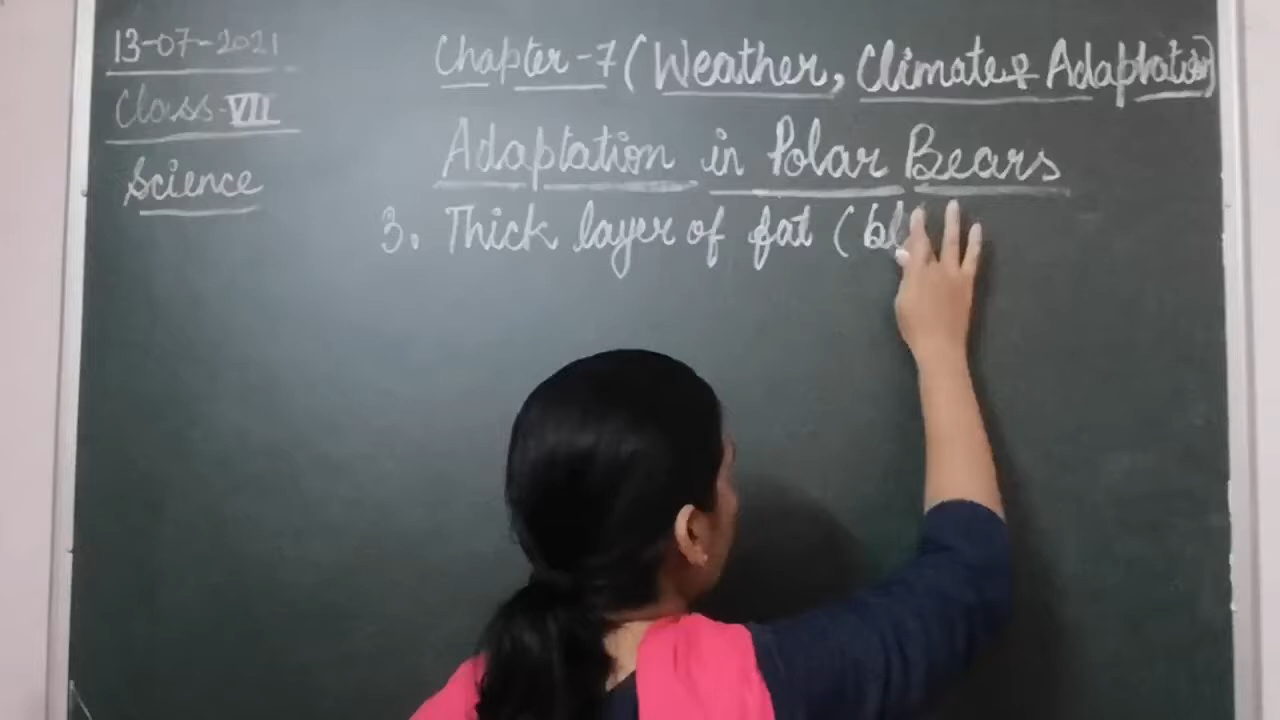 13-07-2021
Class-VII
Science
Chapter-7 (Weather, Climate & Adaptation)
Adaptation in Polar Bears
3. Thick layer of fat (bl